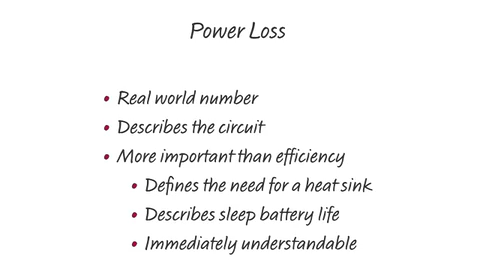 Power Loss
• Real world number
• Describes the circuit
• More important than efficiency
• Defines the need for a heat sink
• Describes sleep battery life
• Immediately understandable